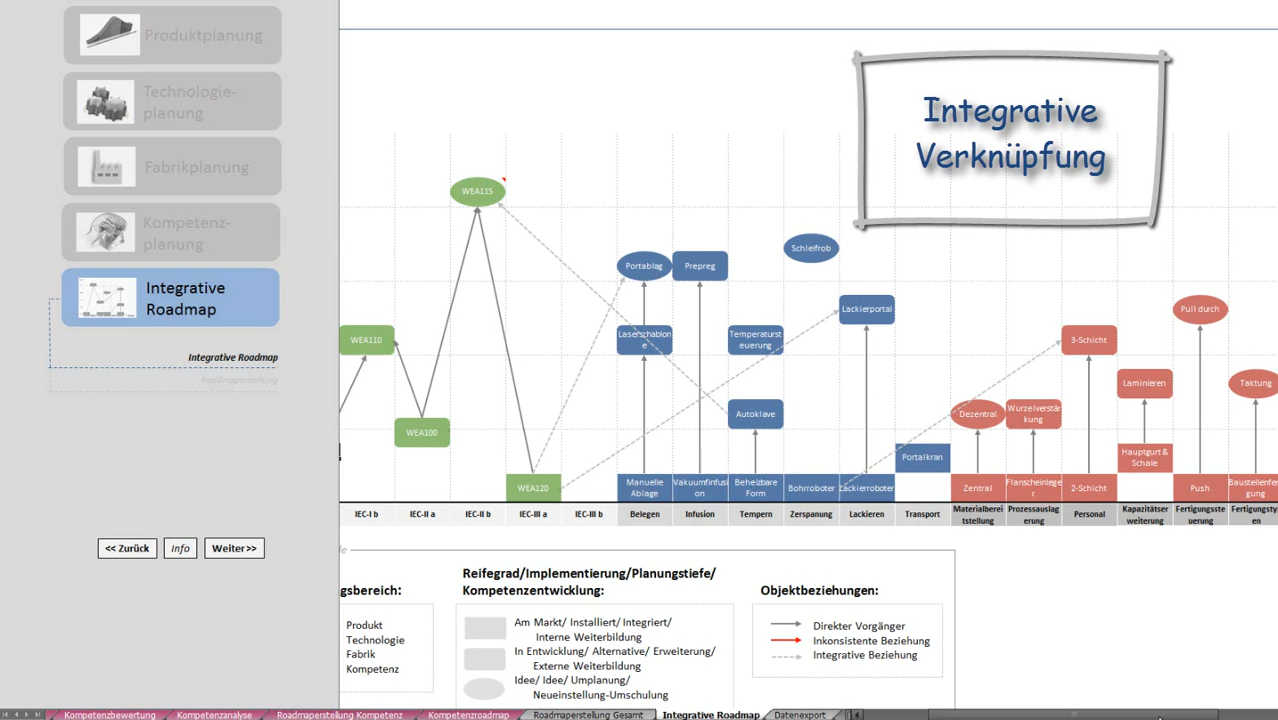 Produktplanung
Technologie-
planung
Fabrikplanung
Kompetenz-
planung
Integrative
Roadmap
Integrative Roadmap
Roadmaperstellung
<< Zurück
Info
Weiter>>
Integrative
Verknüpfung
WEA115
Schleifrob
Portablag
Prepreg
Lackierportal
Pull durch
WEA110
Laserschablon
e
Temperaturst
euerung
3-Schicht
Laminieren
Taktung
WEA100
Autoklave
Dezentral
Wurzelverstär
kung
Portalkran
Hauptgurt &
Schale
WEA120
Manuelle
Ablage
Vakuumfinfusi
on
Beheizbare
Form
Bohrroboter
Lackierroboter
Zentral
Flanscheinlege
r
2-Schicht
Push
Baustellenfer
gung
IEC-I b
IEC-II a
IEC-II b
IEC-III a
IEC-III b
Belegen
Infusion
Tempern
Zerspanung
Lackieren
Transport
Materialberei
tstellung
Prozessauslag
erung
Personal
Kapazitätser
weiterung
Fertigungsste
uerung
Fertigungsty
en
gsbereich:
Produkt
Technologie
Fabrik
Kompetenz
Reifegrad/Implementierung/Planungstiefe/
Kompetenzentwicklung:
Am Markt/ Installiert/ Integriert/
Interne Weiterbildung
In Entwicklung/ Alternative/ Erweiterung/
Externe Weiterbildung
Idee/ Idee/ Umplanung/
Neueinstellung-Umschulung
Objektbeziehungen:
Direkter Vorgänger
Inkonsistente Beziehung
Integrative Beziehung
Kompetenzbewertung
Kompetenzanalyse
Roadmaperstellung Kompetenz
Kompetenzroadmap
Roadmaperstellung Gesamt
Integrative Roadmap
Datenexport